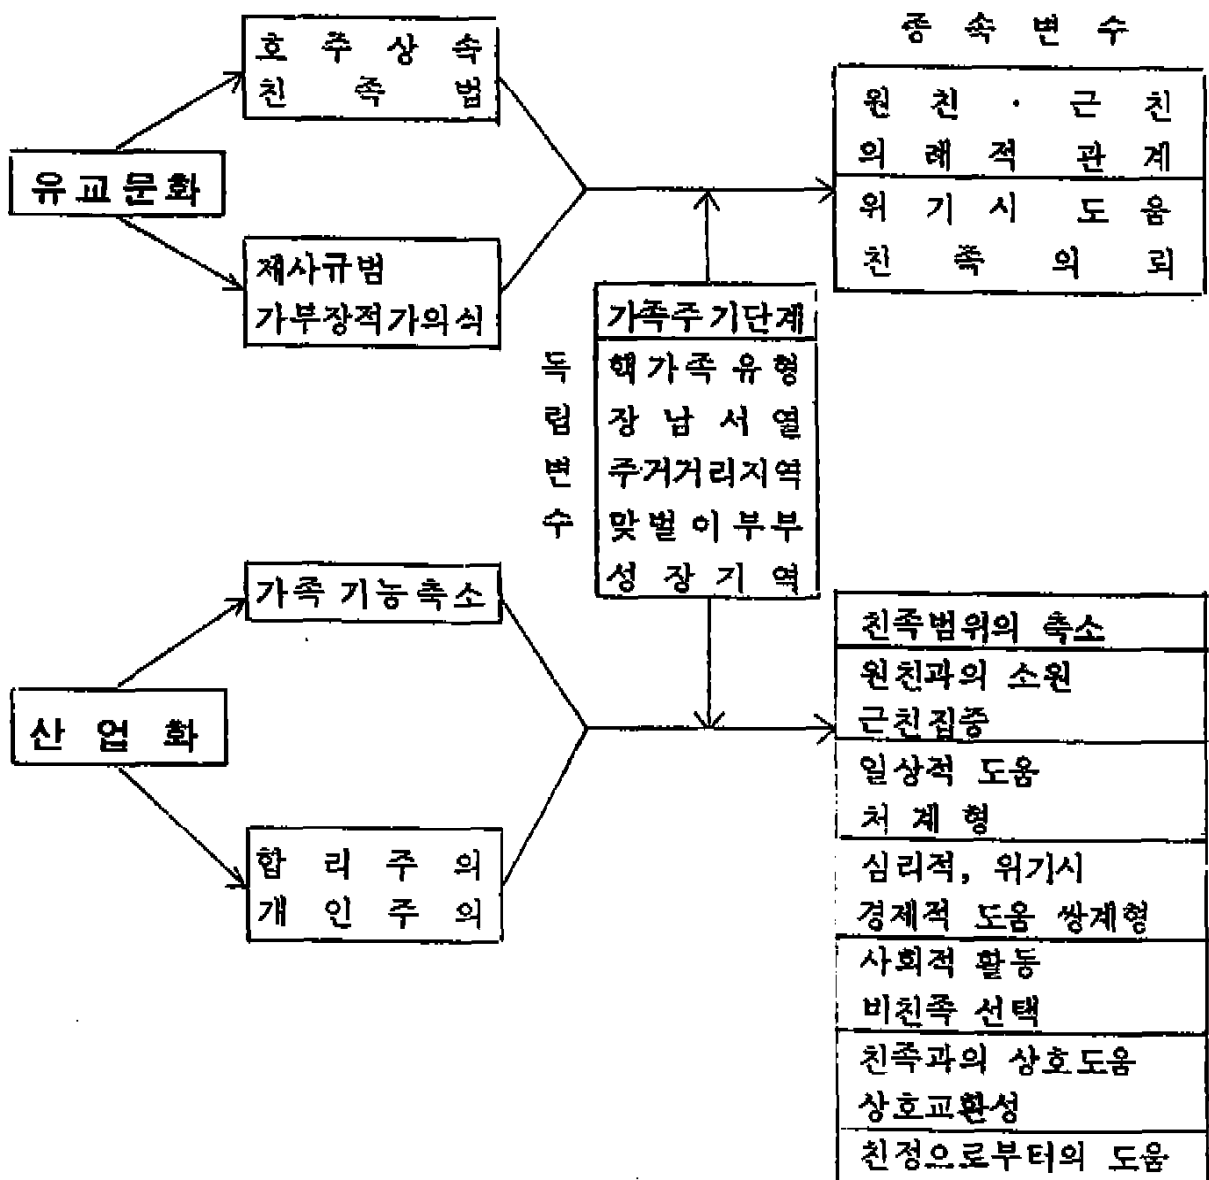 종속변수
호주상속
친족법
원친 · 근친
의례적 관계
유교문화
위기시 도움
친족의뢰
제사규범
가부장적가의식
독립변수
가족주기단계
핵가족유형
장남서열
주거거리지역
맞벌이부부
성장기역
가족기능축소
산업화
합리주의
개인주의
친족범위의 축소
원친과의 소원
근친집중
일상적 도움
처계형
심리적, 위기시
경제적 도움 쌍계형
사회적 활동
비친족 선택
친족과의 상호도움
상호교환성
친정으로부터의 도움